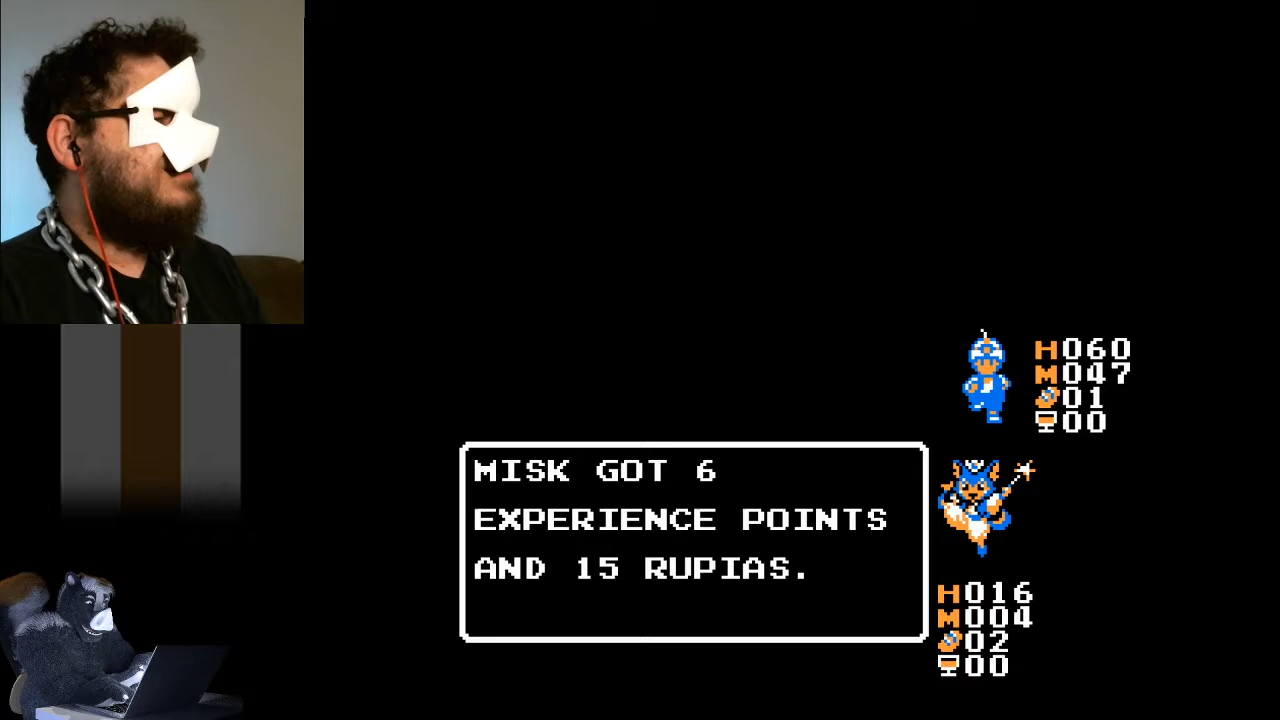 H060
M047
01
00
MISK GOT 6
EXPERIENCE POINTS
AND 15 RUPIAS.
H016
M004
02
00